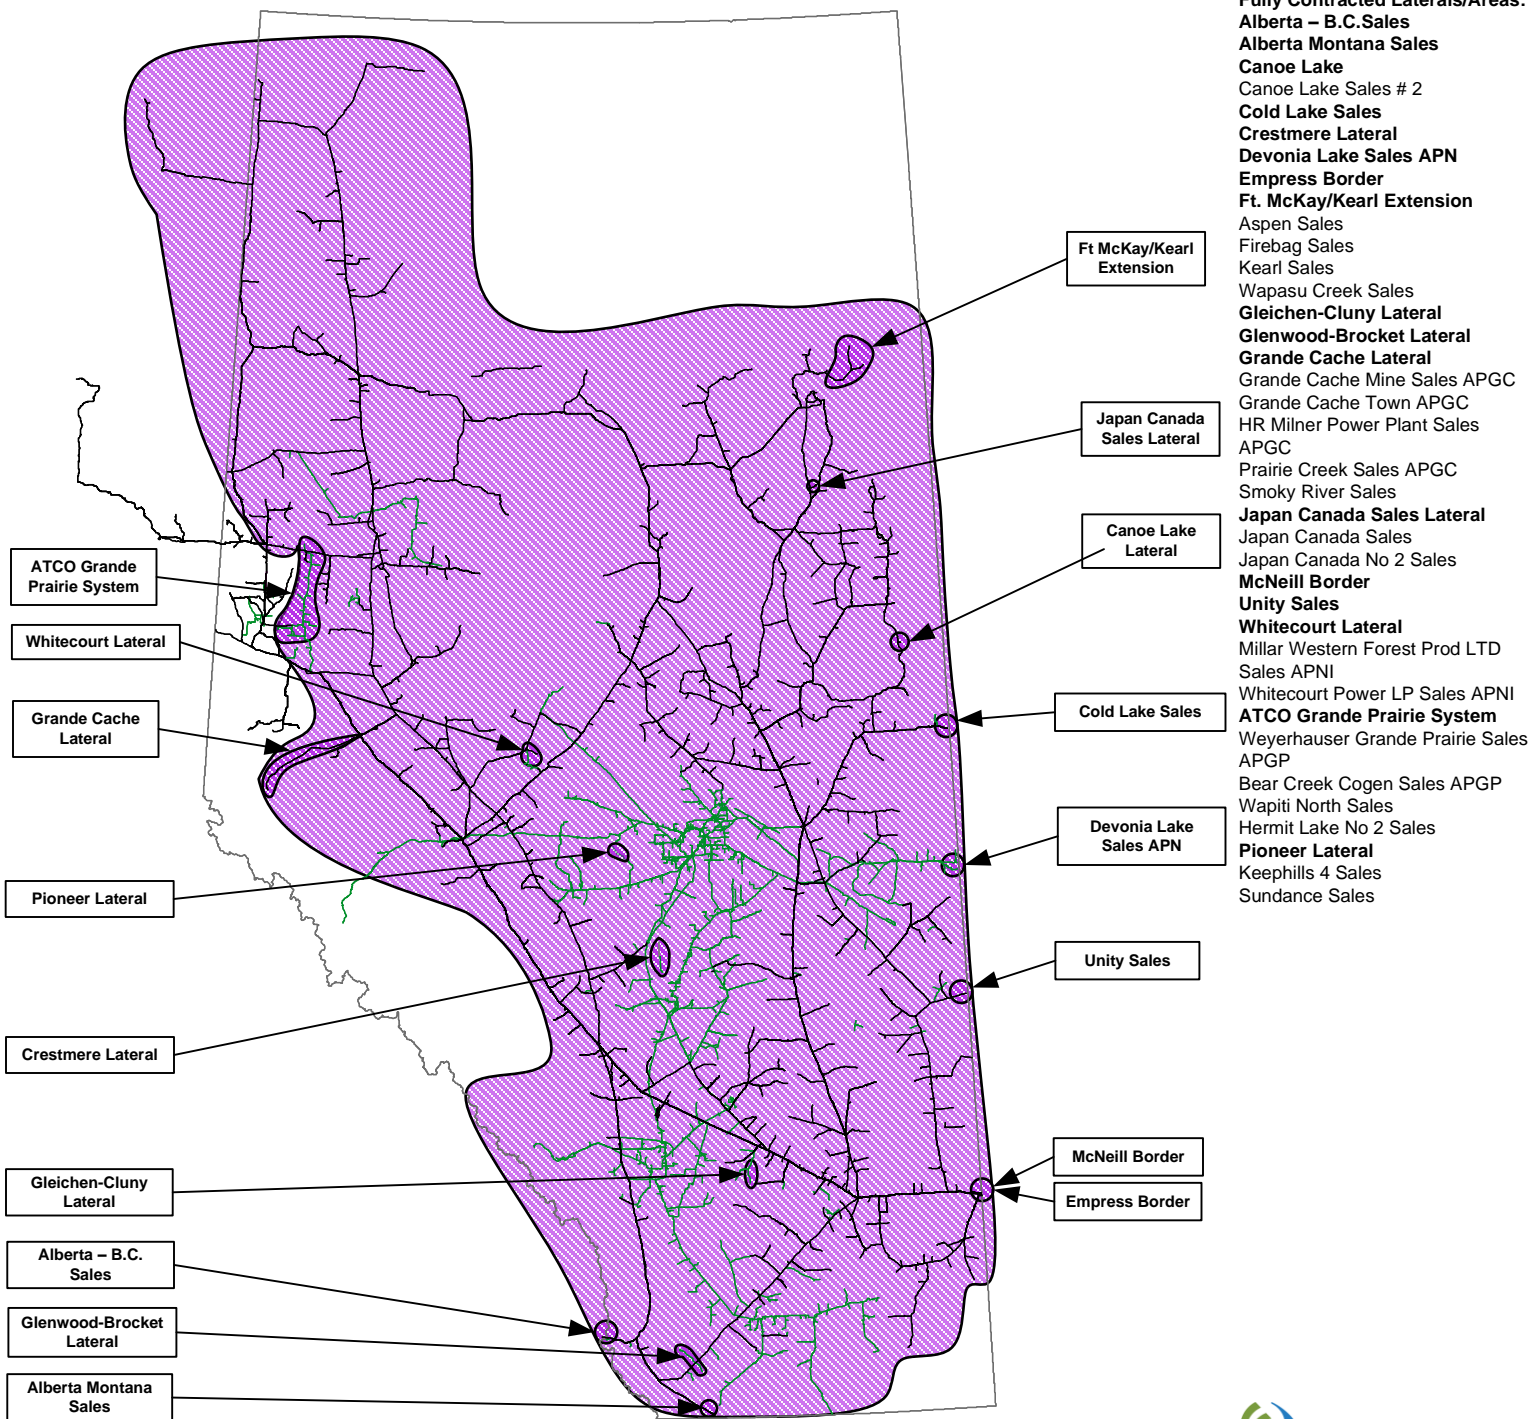 Fully Contracted Laterals/Areas:
Alberta – B.C.Sales
Alberta Montana Sales
Canoe Lake
Canoe Lake Sales # 2
Cold Lake Sales
Crestmere Lateral
Devonia Lake Sales APN
Empress Border
Ft. McKay/Kearl Extension
Aspen Sales
Firebag Sales
Kearl Sales
Wapasu Creek Sales
Gleichen-Cluny Lateral
Glenwood-Brocket Lateral
Grande Cache Lateral
Grande Cache Mine Sales APGC
Grande Cache Town APGC
HR Milner Power Plant Sales
APGC
Prairie Creek Sales APGC
Smoky River Sales
Japan Canada Sales Lateral
Japan Canada Sales
Japan Canada No 2 Sales
McNeill Border
Unity Sales
Whitecourt Lateral
Millar Western Forest Prod LTD
Sales APNI
Whitecourt Power LP Sales APNI
ATCO Grande Prairie System
Weyerhauser Grande Prairie Sales
APGP
Bear Creek Cogen Sales APGP
Wapiti North Sales
Hermit Lake No 2 Sales
Pioneer Lateral
Keephills 4 Sales
Sundance Sales
Ft McKay/Kearl
Extension
Japan Canada
Sales Lateral
Canoe Lake
Lateral
Cold Lake Sales
Devonia Lake
Sales APN
Unity Sales
McNeill Border
Empress Border
ATCO Grande
Prairie System
Whitecourt Lateral
Grande Cache
Lateral
Pioneer Lateral
Crestmere Lateral
Gleichen-Cluny
Lateral
Alberta – B.C.
Sales
Glenwood-Brocket
Lateral
Alberta Montana
Sales